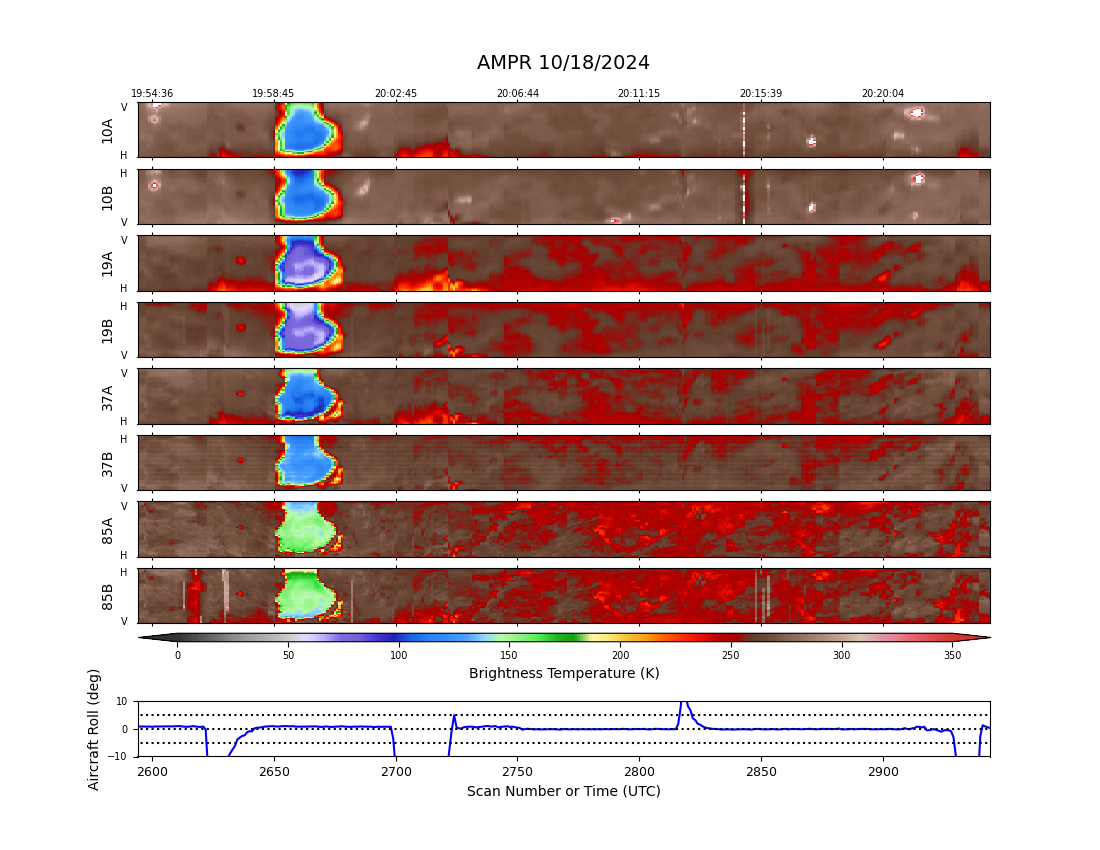 AMPR 10/18/2024
19:54:36 19:58:45 20:02:45 20:06:44 20:11:15 20:15:39 20:20:04
V
10A
H
H
10B
V
V
19A
H
H
19B
V
V
37A
H
H
37B
V
V
85A
H
H
85B
V
0 50 100 150 200 250 300 350
Brightness Temperature (K)
Aircraft Roll (deg)
10
0
−10
2600 2650 2700 2750 2800 2850 2900
Scan Number or Time (UTC)